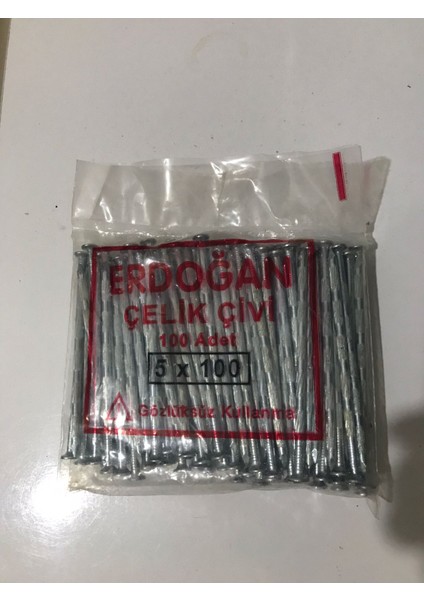 ERDOĞAN
ÇELİK ÇİVİ
100 Adet
5 x 100
Gözlüksüz Kullanma